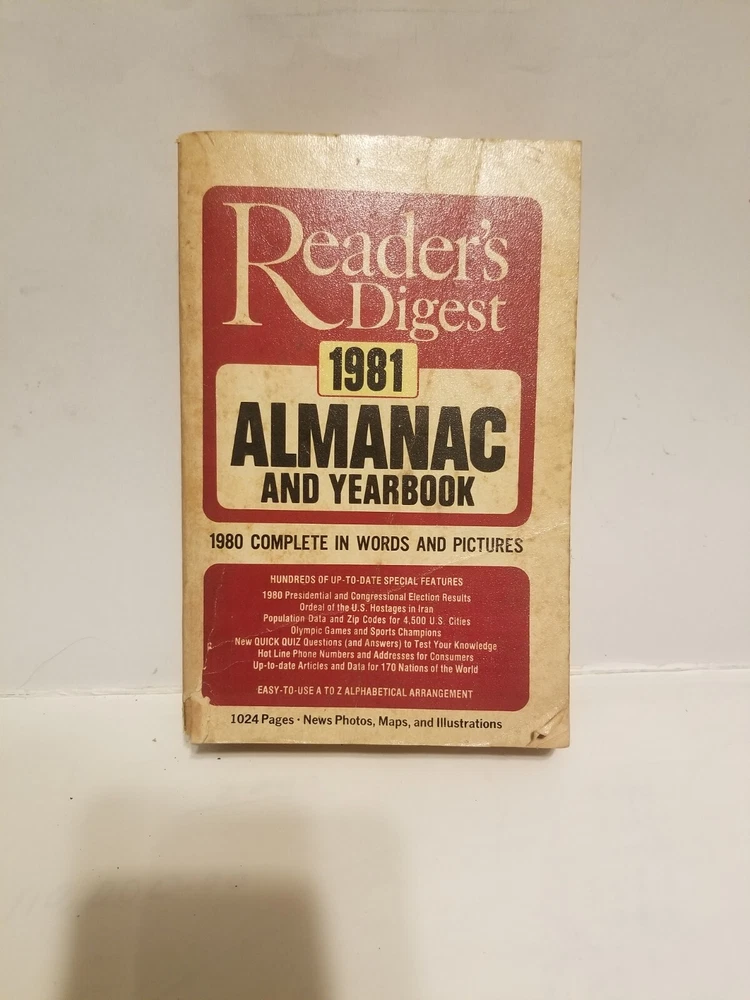 Reader's
Digest
1981
ALMANAC
AND YEARBOOK
1980 COMPLETE IN WORDS AND PICTURES
HUNDREDS OF UP-TO-DATE SPECIAL FEATURES
1980 Presidential and Congressional Election Results
Ordeal of the U.S. Hostages in Iran
Population Data and Zip Codes for 4,500 U.S. Cities
Olympic Games and Sports Champions
New QUICK QUIZ Questions (and Answers) to Test Your Knowledge
Hot Line Phone Numbers and Addresses for Consumers
Up-to-date Articles and Data for 170 Nations of the World
EASY-TO-USE A TO Z ALPHABETICAL ARRANGEMENT
1024 Pages · News Photos, Maps, and Illustrations